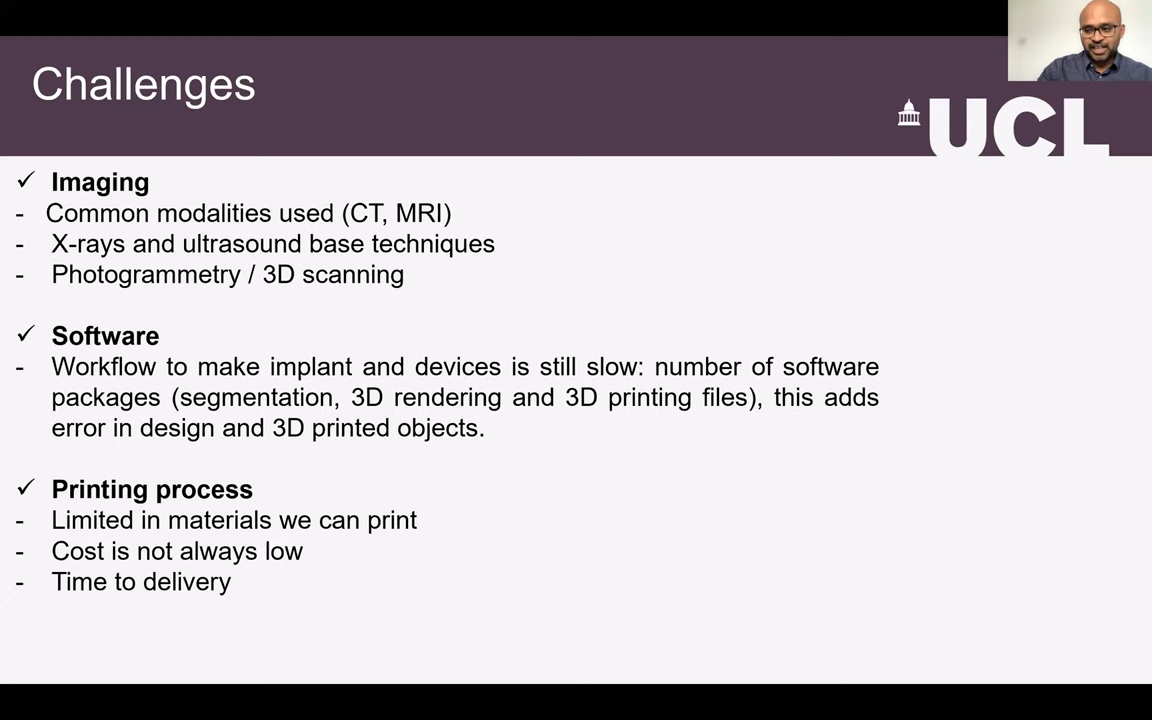 Challenges
UCL
✓ Imaging
- Common modalities used (CT, MRI)
- X-rays and ultrasound base techniques
- Photogrammetry / 3D scanning
✓ Software
- Workflow to make implant and devices is still slow: number of software
packages (segmentation, 3D rendering and 3D printing files), this adds
error in design and 3D printed objects.
✓ Printing process
- Limited in materials we can print
- Cost is not always low
- Time to delivery